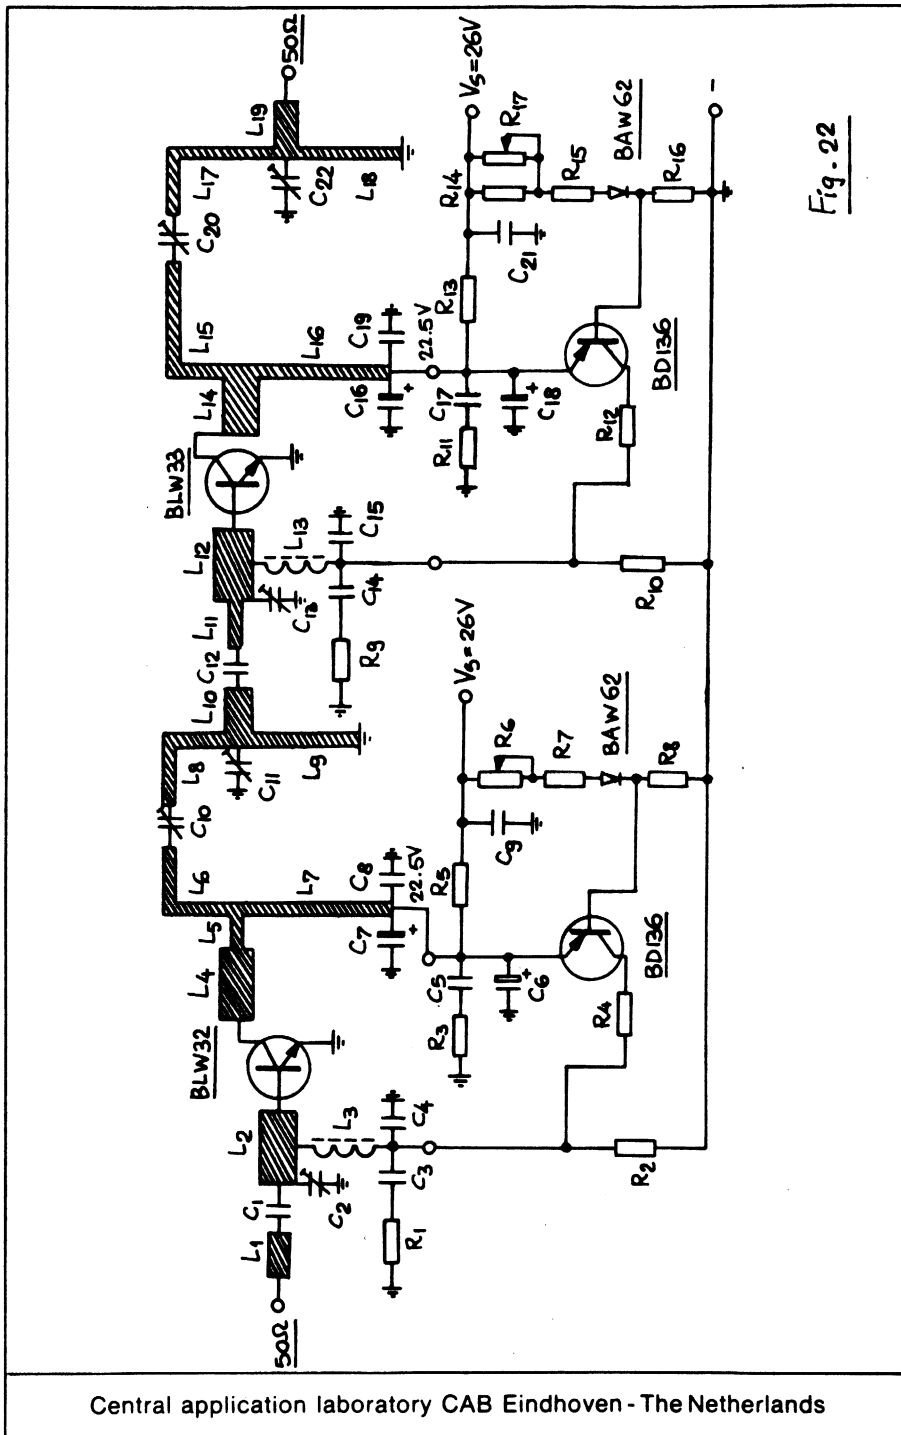 50Ω
L1
C1
L2
C2
L3
R1
C3
C4
BLW32
L4
L5
L6
L7
C7
+
C8
22.5V
C10
L8
C11
L9
L10
C12
L11
L12
C13
L13
R9
C14
C15
BLW33
L14
L15
L16
C16
+
C19
22.5V
C20
L17
C22
L18
L19
50Ω
R3
C5
R5
C6
+
C9
VS=26V
R6
R7
BAW62
R8
BD136
R4
R2
R11
C17
R13
C18
+
C21
VS=26V
R14
R17
R15
BAW62
R16
BD136
R12
R10
-
Fig. 22
Central application laboratory CAB Eindhoven - The Netherlands